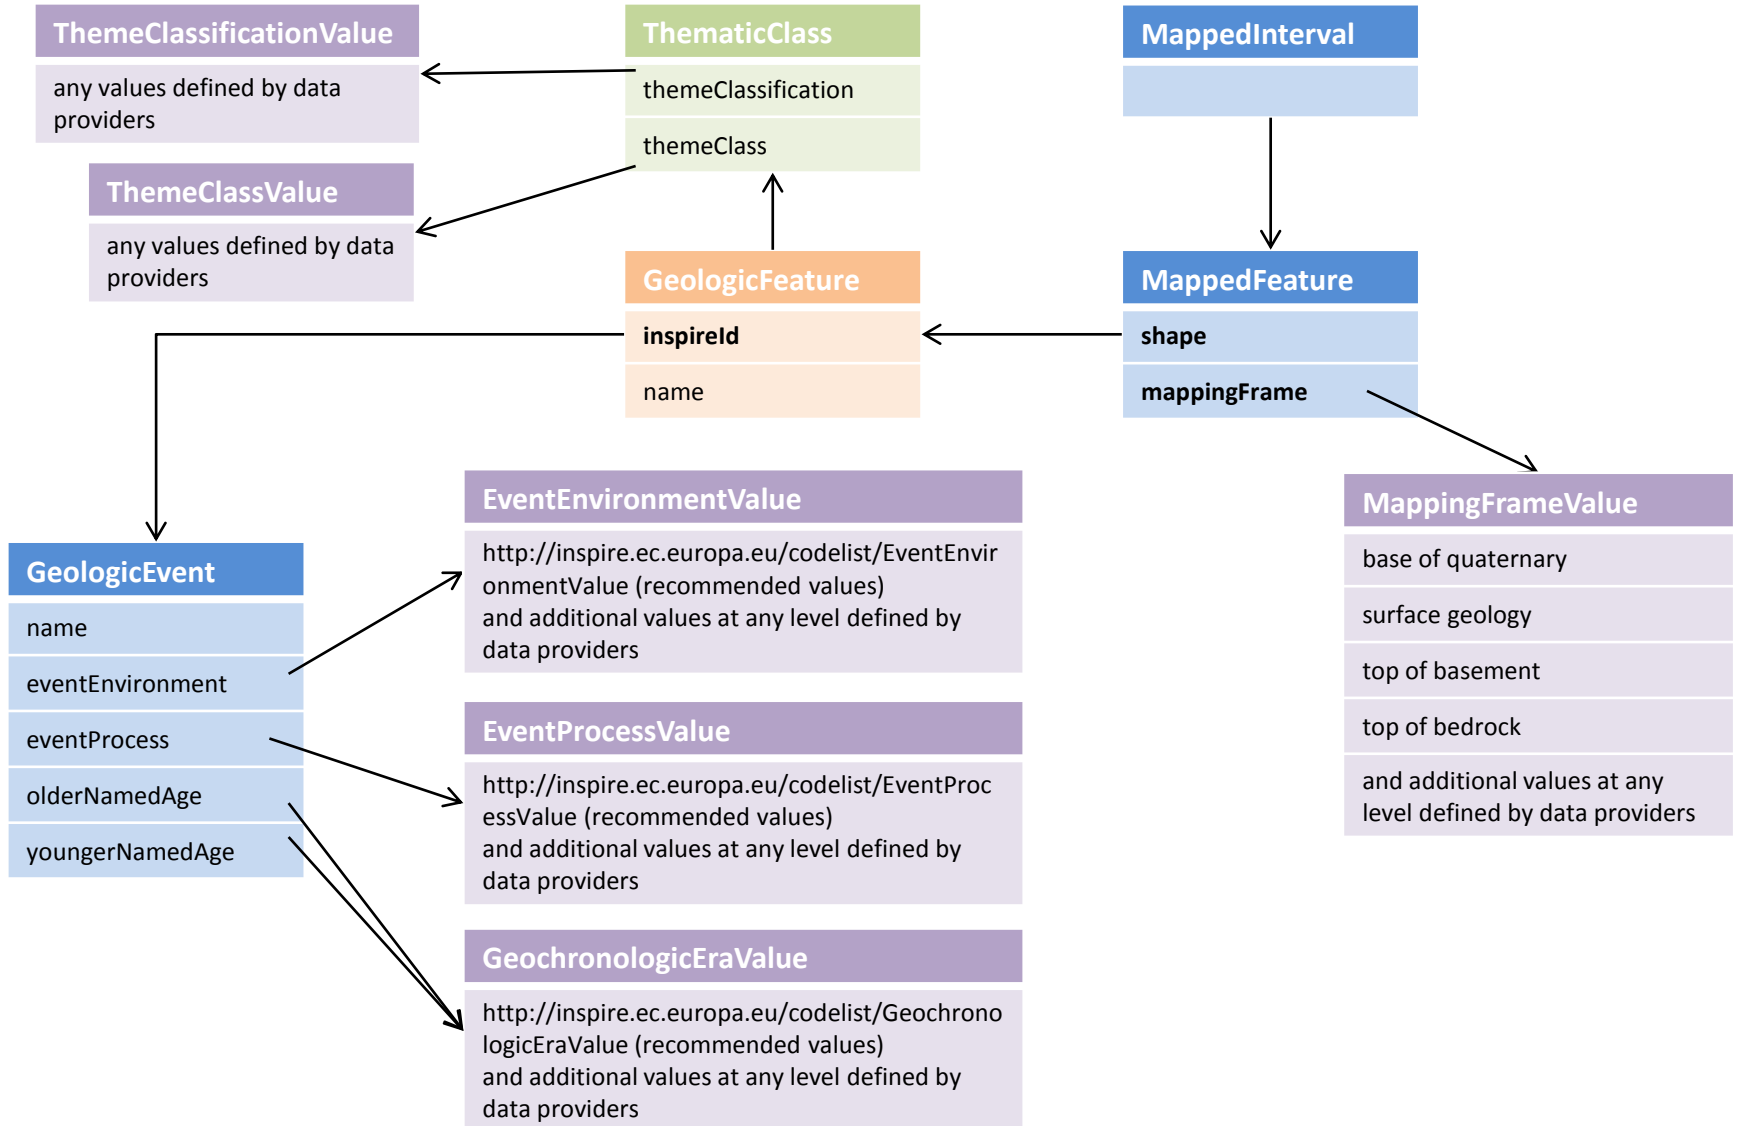 ThemeClassificationValue
any values defined by data
providers
ThemeClassValue
any values defined by data
providers
ThematicClass
themeClassification
themeClass
MappedInterval
GeologicFeature
inspireId
name
MappedFeature
shape
mappingFrame
MappingFrameValue
base of quaternary
surface geology
top of basement
top of bedrock
and additional values at any
level defined by data providers
GeologicEvent
name
eventEnvironment
eventProcess
olderNamedAge
youngerNamedAge
EventEnvironmentValue
http://inspire.ec.europa.eu/codelist/EventEnvir
onmentValue (recommended values)
and additional values at any level defined by
data providers
EventProcessValue
http://inspire.ec.europa.eu/codelist/EventProc
essValue (recommended values)
and additional values at any level defined by
data providers
GeochronologicEraValue
http://inspire.ec.europa.eu/codelist/Geochrono
logicEraValue (recommended values)
and additional values at any level defined by
data providers